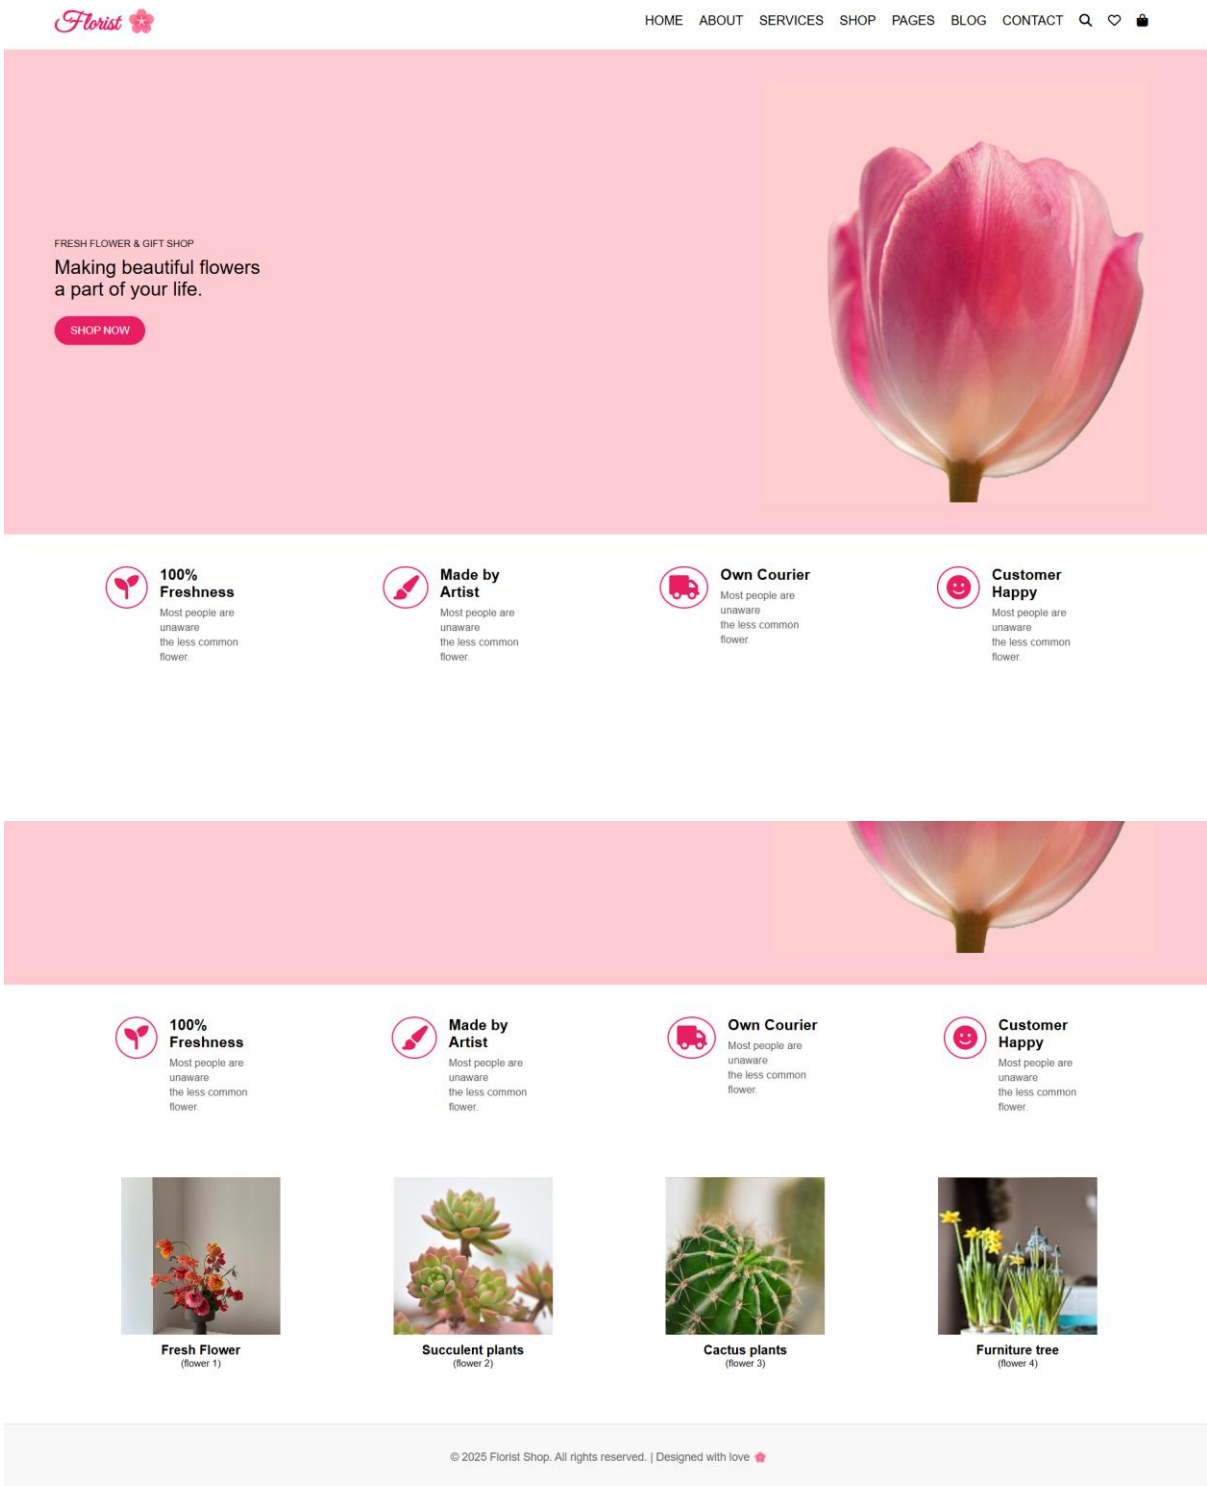 Florist
HOME ABOUT SERVICES SHOP PAGES BLOG CONTACT
FRESH FLOWER & GIFT SHOP
Making beautiful flowers
a part of your life.
SHOP NOW
100%
Freshness
Most people are
unaware
the less common
flower.
Made by
Artist
Most people are
unaware
the less common
flower.
Own Courier
Most people are
unaware
the less common
flower.
Customer
Happy
Most people are
unaware
the less common
flower.
100%
Freshness
Most people are
unaware
the less common
flower.
Made by
Artist
Most people are
unaware
the less common
flower.
Own Courier
Most people are
unaware
the less common
flower.
Customer
Happy
Most people are
unaware
the less common
flower.
Fresh Flower
(flower 1)
Succulent plants
(flower 2)
Cactus plants
(flower 3)
Furniture tree
(flower 4)
© 2025 Florist Shop. All rights reserved. | Designed with love 🌸